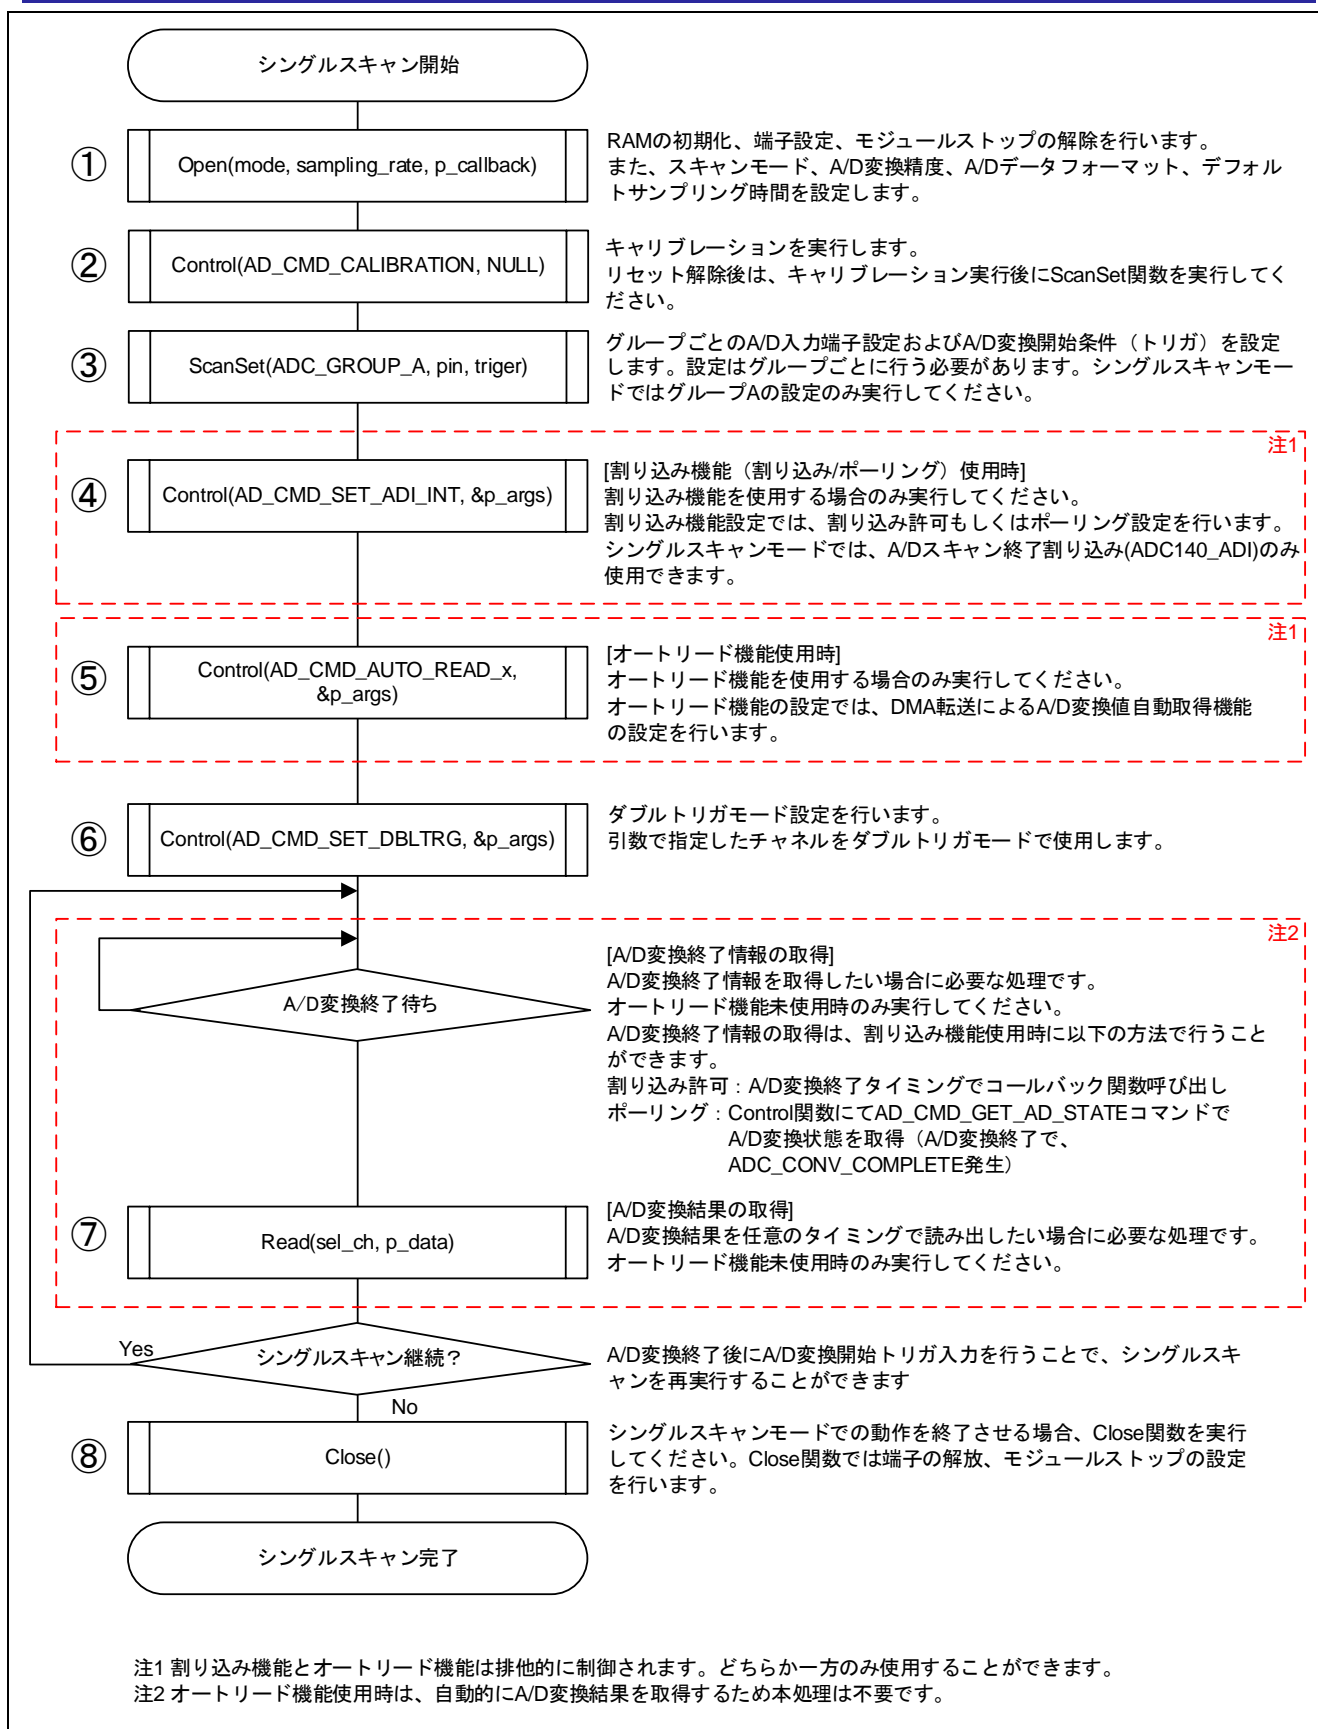 シングルスキャン開始
①
Open(mode, sampling_rate, p_callback)
RAMの初期化、端子設定、モジュールストップの解除を行います。
また、スキャンモード、A/D変換精度、A/Dデータフォーマット、デフォル
トサンプリング時間を設定します。
②
Control(AD_CMD_CALIBRATION, NULL)
キャリブレーションを実行します。
リセット解除後は、キャリブレーション実行後にScanSet関数を実行してく
ださい。
③
ScanSet(ADC_GROUP_A, pin, triger)
グループごとのA/D入力端子設定およびA/D変換開始条件（トリガ）を設定
します。設定はグループごとに行う必要があります。シングルスキャンモー
ドではグループAの設定のみ実行してください。
注1
④
Control(AD_CMD_SET_ADI_INT, &p_args)
[割り込み機能（割り込み/ポーリング）使用時]
割り込み機能を使用する場合のみ実行してください。
割り込み機能設定では、割り込み許可もしくはポーリング設定を行います。
シングルスキャンモードでは、A/Dスキャン終了割り込み(ADC140_ADI)のみ
使用できます。
注1
⑤
Control(AD_CMD_AUTO_READ_x,
&p_args)
[オートリード機能使用時]
オートリード機能を使用する場合のみ実行してください。
オートリード機能の設定では、DMA転送によるA/D変換値自動取得機能
の設定を行います。
⑥
Control(AD_CMD_SET_DBLTRG, &p_args)
ダブルトリガモード設定を行います。
引数で指定したチャネルをダブルトリガモードで使用します。
注2
A/D変換終了待ち
[A/D変換終了情報の取得]
A/D変換終了情報を取得したい場合に必要な処理です。
オートリード機能未使用時のみ実行してください。
A/D変換終了情報の取得は、割り込み機能使用時に以下の方法で行うこと
ができます。
割り込み許可：A/D変換終了タイミングでコールバック関数呼び出し
ポーリング：Control関数にてAD_CMD_GET_AD_STATEコマンドで
A/D変換状態を取得（A/D変換終了で、
ADC_CONV_COMPLETE発生）
⑦
Read(sel_ch, p_data)
[A/D変換結果の取得]
A/D変換結果を任意のタイミングで読み出したい場合に必要な処理です。
オートリード機能未使用時のみ実行してください。
Yes
シングルスキャン継続？
A/D変換終了後にA/D変換開始トリガ入力を行うことで、シングルスキ
ャンを再実行することができます
No
⑧
Close()
シングルスキャンモードでの動作を終了させる場合、Close関数を実行
してください。Close関数では端子の解放、モジュールストップの設定
を行います。
シングルスキャン完了
注1 割り込み機能とオートリード機能は排他的に制御されます。どちらか一方のみ使用することができます。
注2 オートリード機能使用時は、自動的にA/D変換結果を取得するため本処理は不要です。